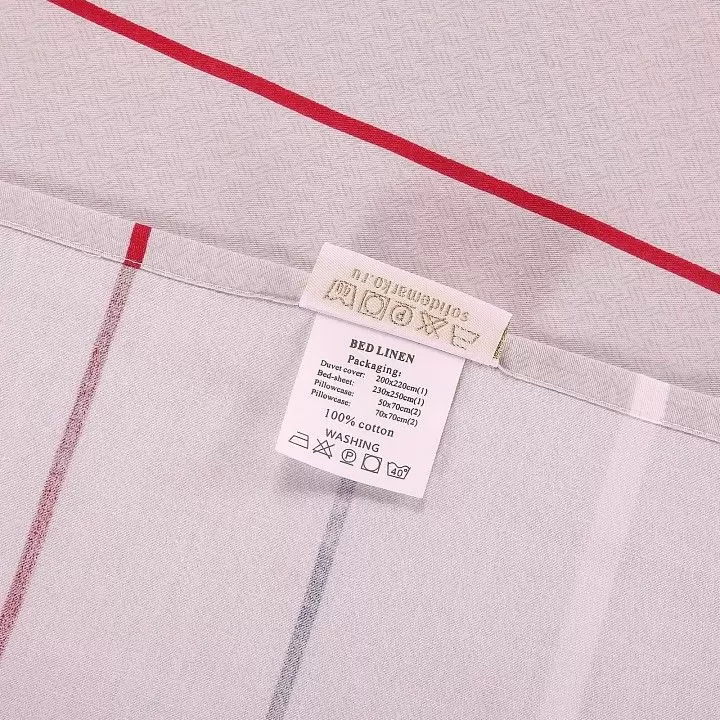 sofidemarko.ru
60
BED LINEN
Packaging:
Duvet cover: 200x220cm(1)
Bed-sheet: 230x250cm(1)
Pillowcase: 50x70cm(2)
Pillowcase: 70x70cm(2)
100% cotton
WASHING
P 40°